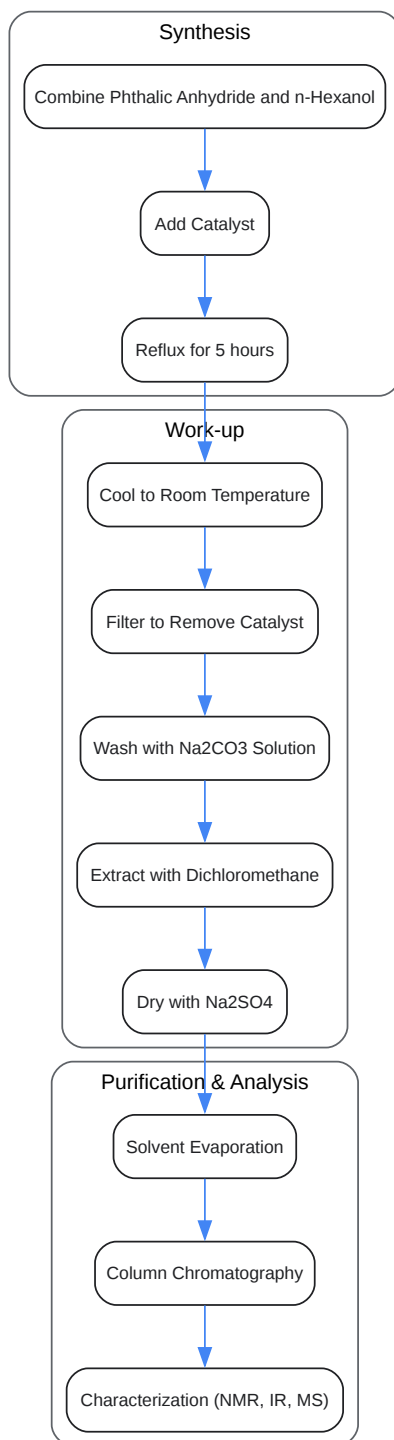 Synthesis
Combine Phthalic Anhydride and n-Hexanol
Add Catalyst
Reflux for 5 hours
Work-up
Cool to Room Temperature
Filter to Remove Catalyst
Wash with Na2CO3 Solution
Extract with Dichloromethane
Dry with Na2SO4
Purification & Analysis
Solvent Evaporation
Column Chromatography
Characterization (NMR, IR, MS)